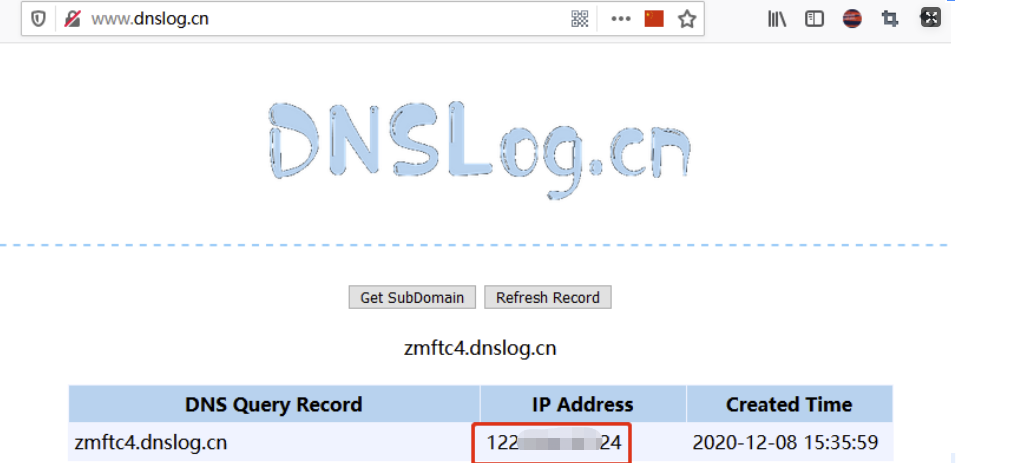 www.dnslog.cn
DNSLog.cn
Get SubDomain Refresh Record
zmftc4.dnslog.cn
DNS Query Record IP Address Created Time
zmftc4.dnslog.cn 122 24 2020-12-08 15:35:59